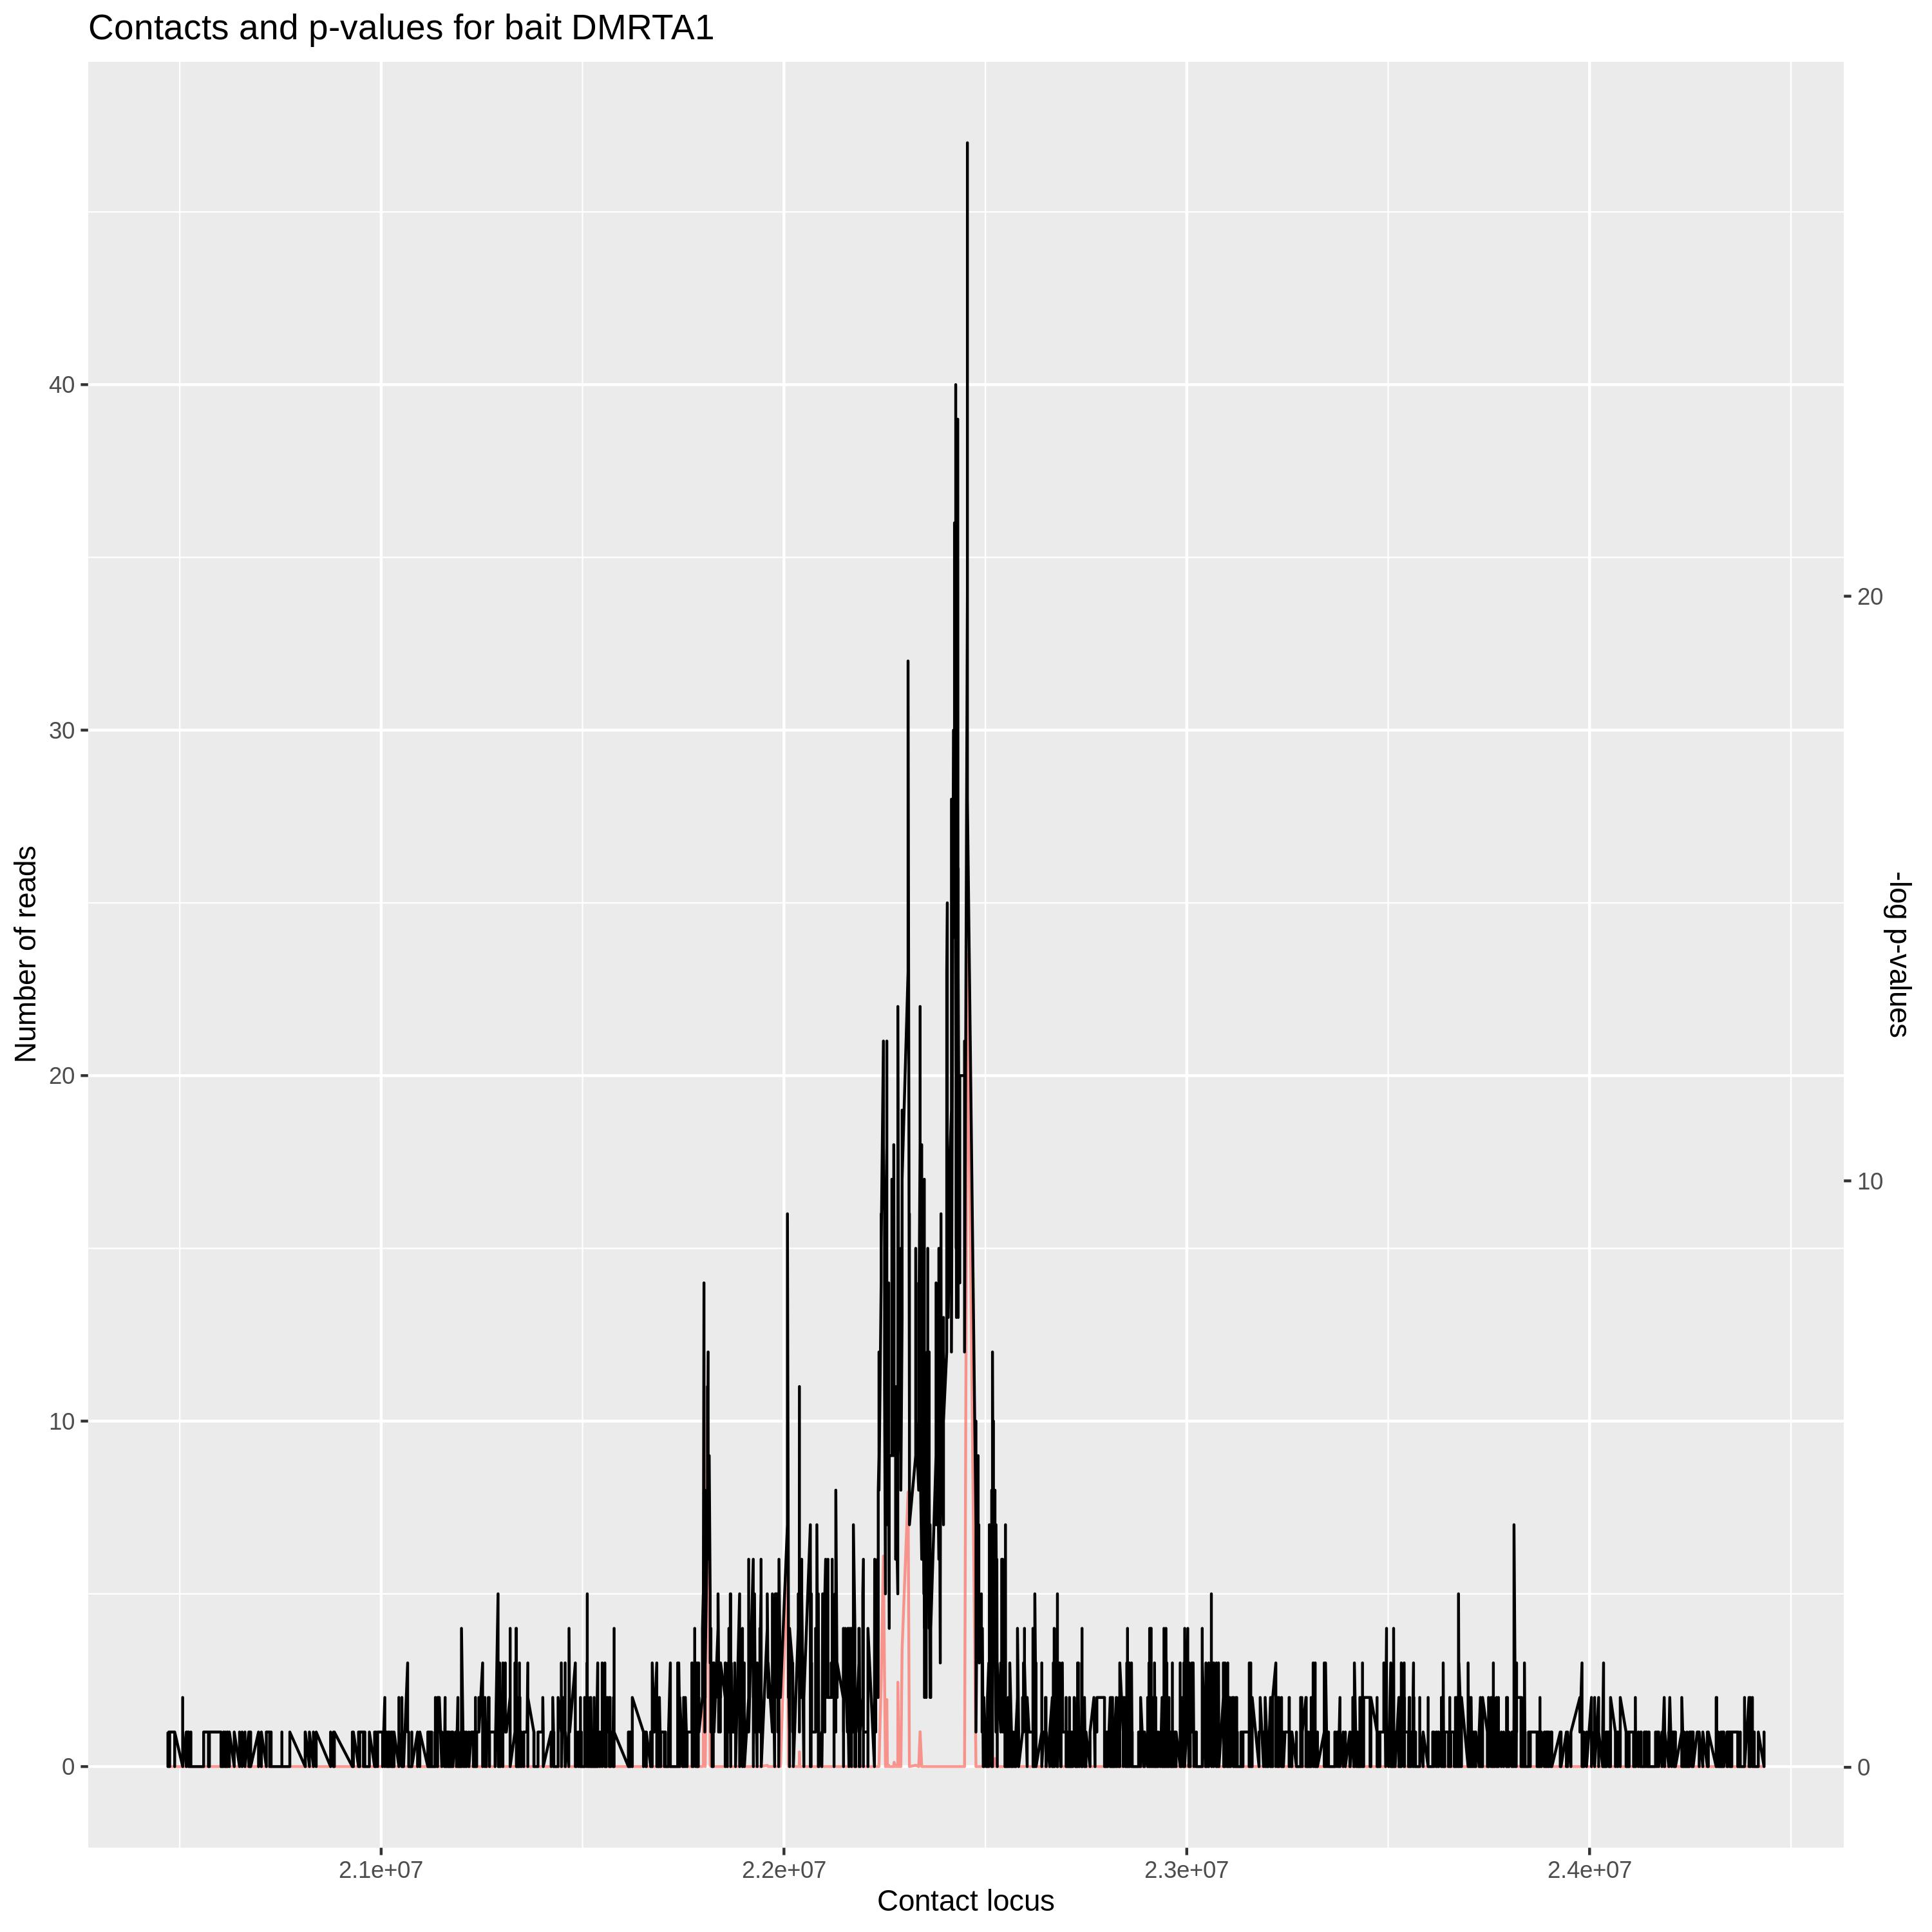 Contacts and p-values for bait DMRTA1
Number of reads
40
30
20
10
0
20
10
0
-log p-values
2.1e+07
2.2e+07
2.3e+07
2.4e+07
Contact locus